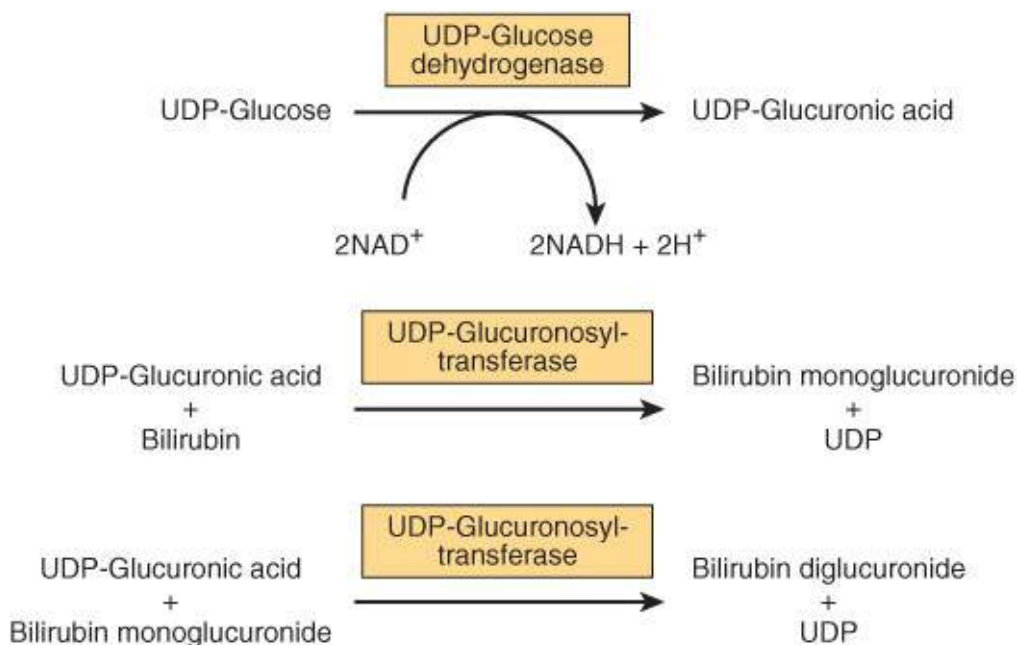 UDP-Glucose
dehydrogenase
UDP-Glucose
UDP-Glucuronic acid
2NAD⁺
2NADH + 2H⁺
UDP-Glucuronosyl-
transferase
UDP-Glucuronic acid
+
Bilirubin
Bilirubin monoglucuronide
+
UDP
UDP-Glucuronosyl-
transferase
UDP-Glucuronic acid
+
Bilirubin monoglucuronide
Bilirubin diglucuronide
+
UDP